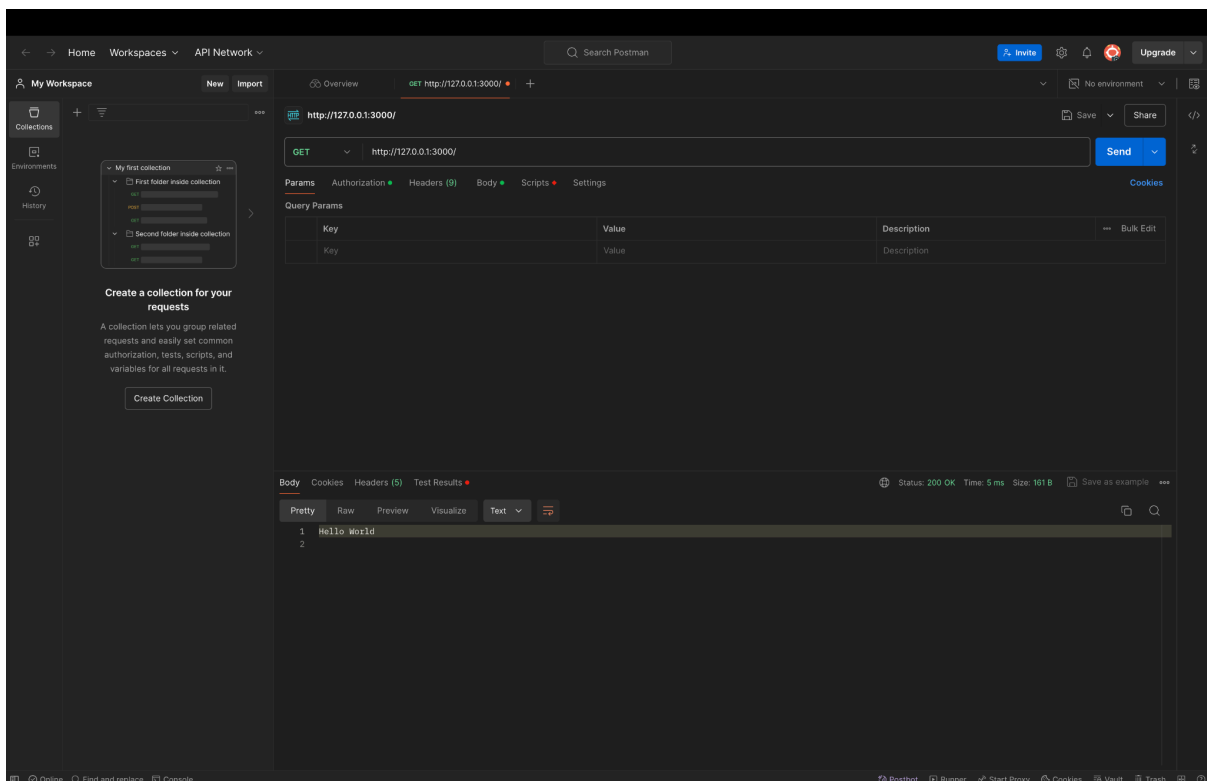 Home Workspaces API Network Search Postman Invite Upgrade
My Workspace New Import Overview GET http://127.0.0.1:3000/ No environment
Collections
Environments
History
My first collection
First folder inside collection
GET
POST
GET
Second folder inside collection
GET
GET
Create a collection for your
requests
A collection lets you group related
requests and easily set common
authorization, tests, scripts, and
variables for all requests in it.
Create Collection
HTTP http://127.0.0.1:3000/ Save Share
GET http://127.0.0.1:3000/ Send
Params Authorization Headers (9) Body Scripts Settings Cookies
Query Params
Key Value Description Bulk Edit
Key Value Description
Body Cookies Headers (5) Test Results Status: 200 OK Time: 5 ms Size: 161 B Save as example
Pretty Raw Preview Visualize Text
1 Hello World
2
Online Find and replace Console Postbot Runner Start Proxy Cookies Vault Trash